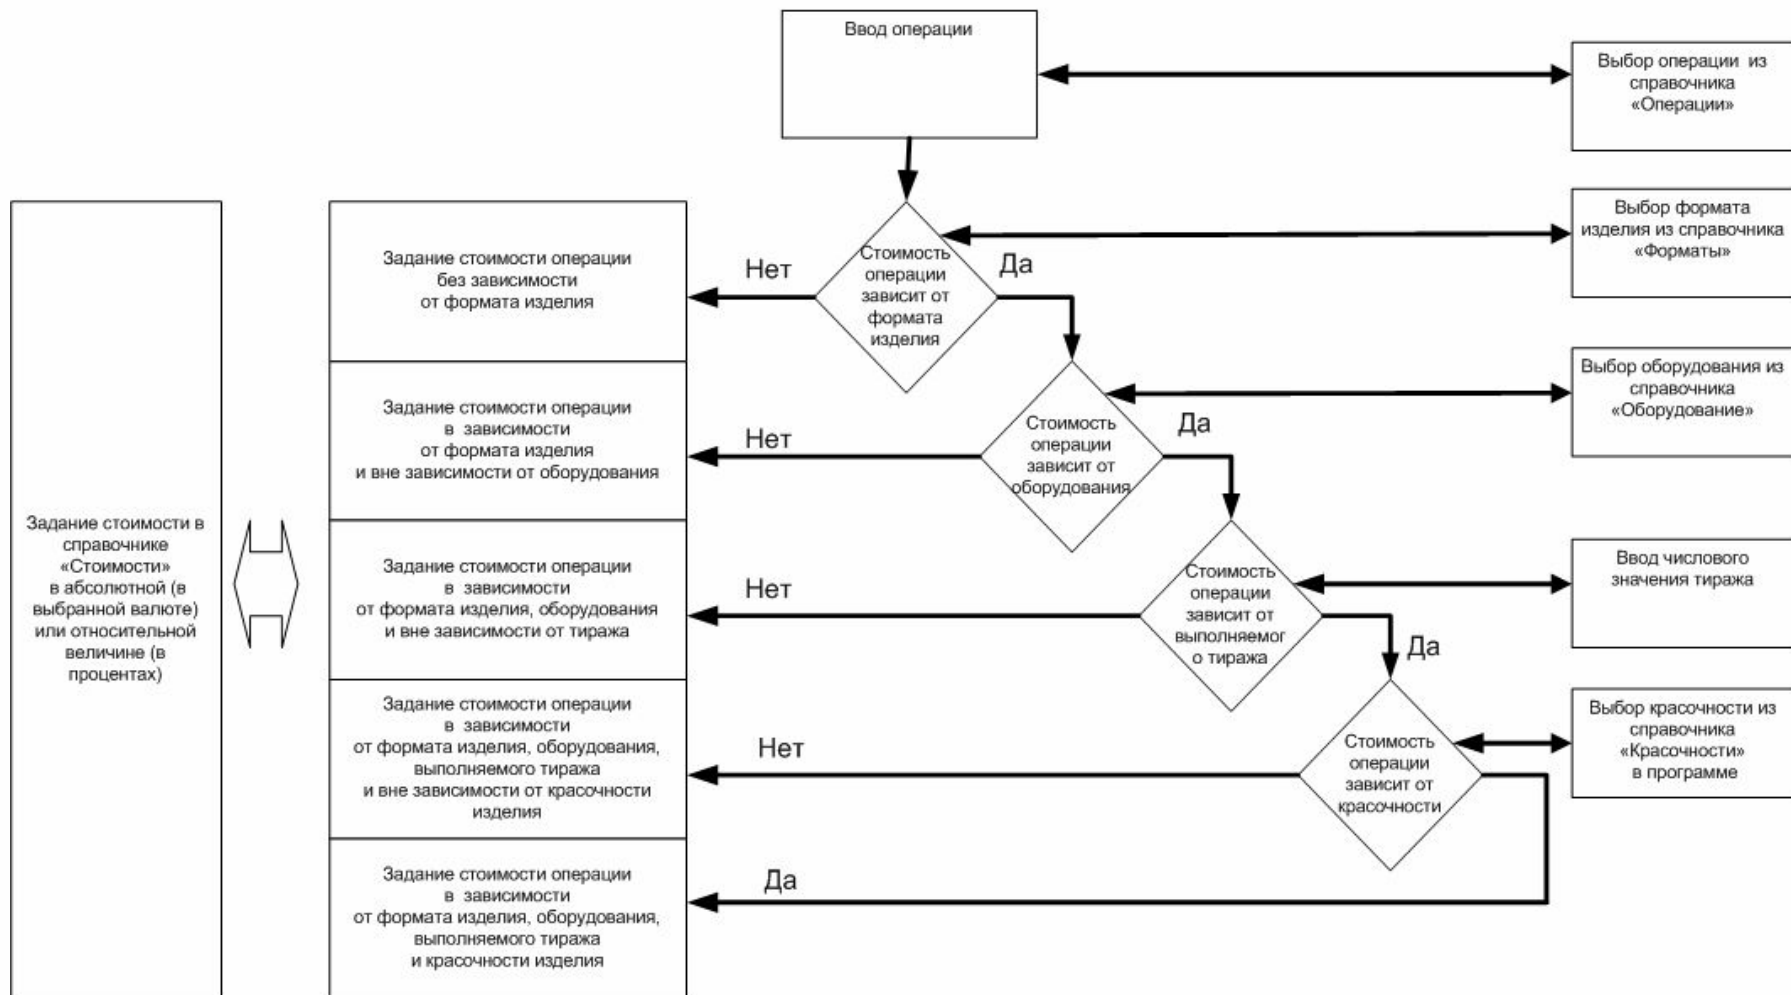 Ввод операции
Выбор операции из
справочника
«Операции»
Выбор формата
изделия из справочника
«Форматы»
Стоимость
операции
зависит от
формата
изделия
Нет
Да
Задание стоимости операции
без зависимости
от формата изделия
Выбор оборудования из
справочника
«Оборудование»
Стоимость
операции
зависит от
оборудования
Нет
Да
Задание стоимости операции
в зависимости
от формата изделия
и вне зависимости от оборудования
Задание стоимости в
справочнике
«Стоимости»
в абсолютной (в
выбранной валюте)
или относительной
величине (в
процентах)
Ввод числового
значения тиража
Стоимость
операции
зависит от
выполняемог
о тиража
Нет
Да
Задание стоимости операции
в зависимости
от формата изделия, оборудования
и вне зависимости от тиража
Выбор красочности из
справочника
«Красочности»
в программе
Стоимость
операции
зависит от
красочности
Нет
Задание стоимости операции
в зависимости
от формата изделия, оборудования,
выполняемого тиража
и вне зависимости от красочности
изделия
Да
Задание стоимости операции
в зависимости
от формата изделия, оборудования,
выполняемого тиража
и красочности изделия